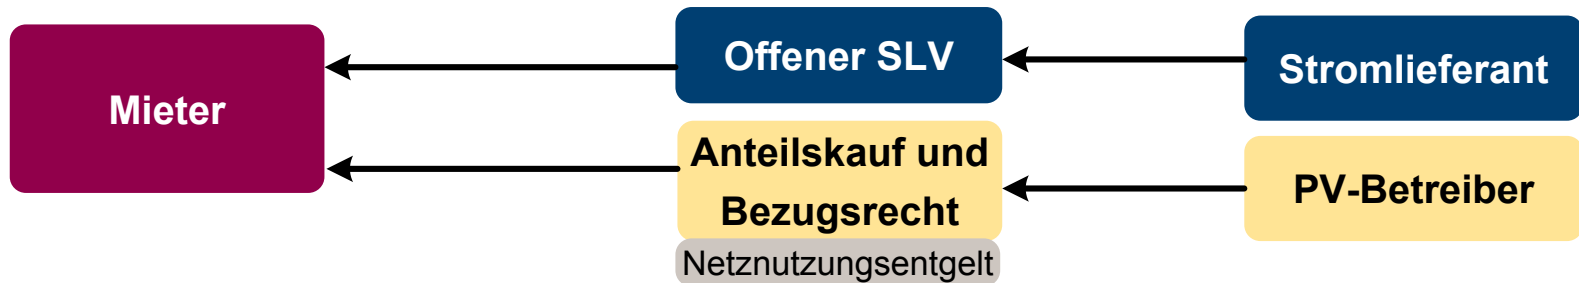 Mieter
Offener SLV
Stromlieferant
Anteilskauf und
Bezugsrecht
PV-Betreiber
Netznutzungsentgelt